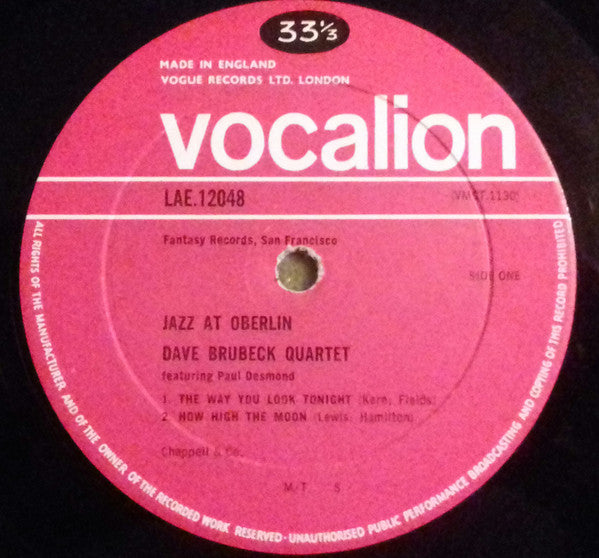 33⅓
MADE IN ENGLAND
VOGUE RECORDS LTD. LONDON
vocalion
LAE.12048
Fantasy Records, San Francisco
SIDE ONE
JAZZ AT OBERLIN
DAVE BRUBECK QUARTET
featuring Paul Desmond
1. THE WAY YOU LOOK TONIGHT (Kern, Fields)
2. HOW HIGH THE MOON (Lewis, Hamilton)
Chappell & Co.
M/T S
ALL RIGHTS OF THE MANUFACTURER AND OF THE OWNER OF THE RECORDED WORK RESERVED·UNAUTHORISED PUBLIC PERFORMANCE BROADCASTING AND COPYING OF THIS RECORD PROHIBITED